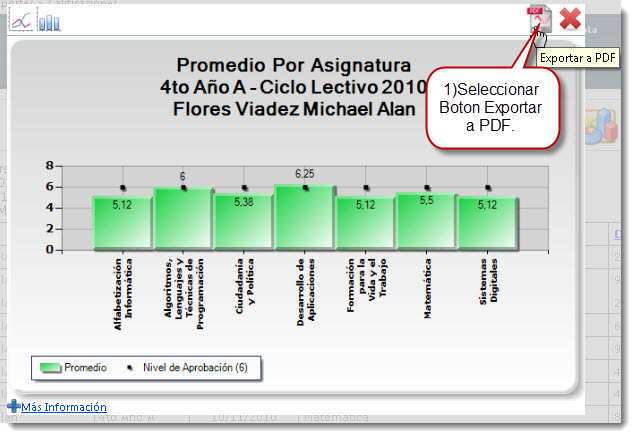 portes > Calificaciones
PDF
Exportar a PDF
1)Seleccionar
Boton Exportar
a PDF.
Promedio Por Asignatura
4to Año A - Ciclo Lectivo 2010
Flores Viadez Michael Alan
8
6
4
2
0
5,12
6
5,38
6,25
5,12
5,5
5,12
Alfabetización
Informática
Algoritmos,
Lenguajes y
Técnicas de
Programación
Ciudadanía
y Política
Desarrollo de
Aplicaciones
Formación
para la
Vida y el
Trabajo
Matemática
Sistemas
Digitales
Promedio
Nivel de Aprobación (6)
Más Información
4to Año A
10/11/2010
Matemática